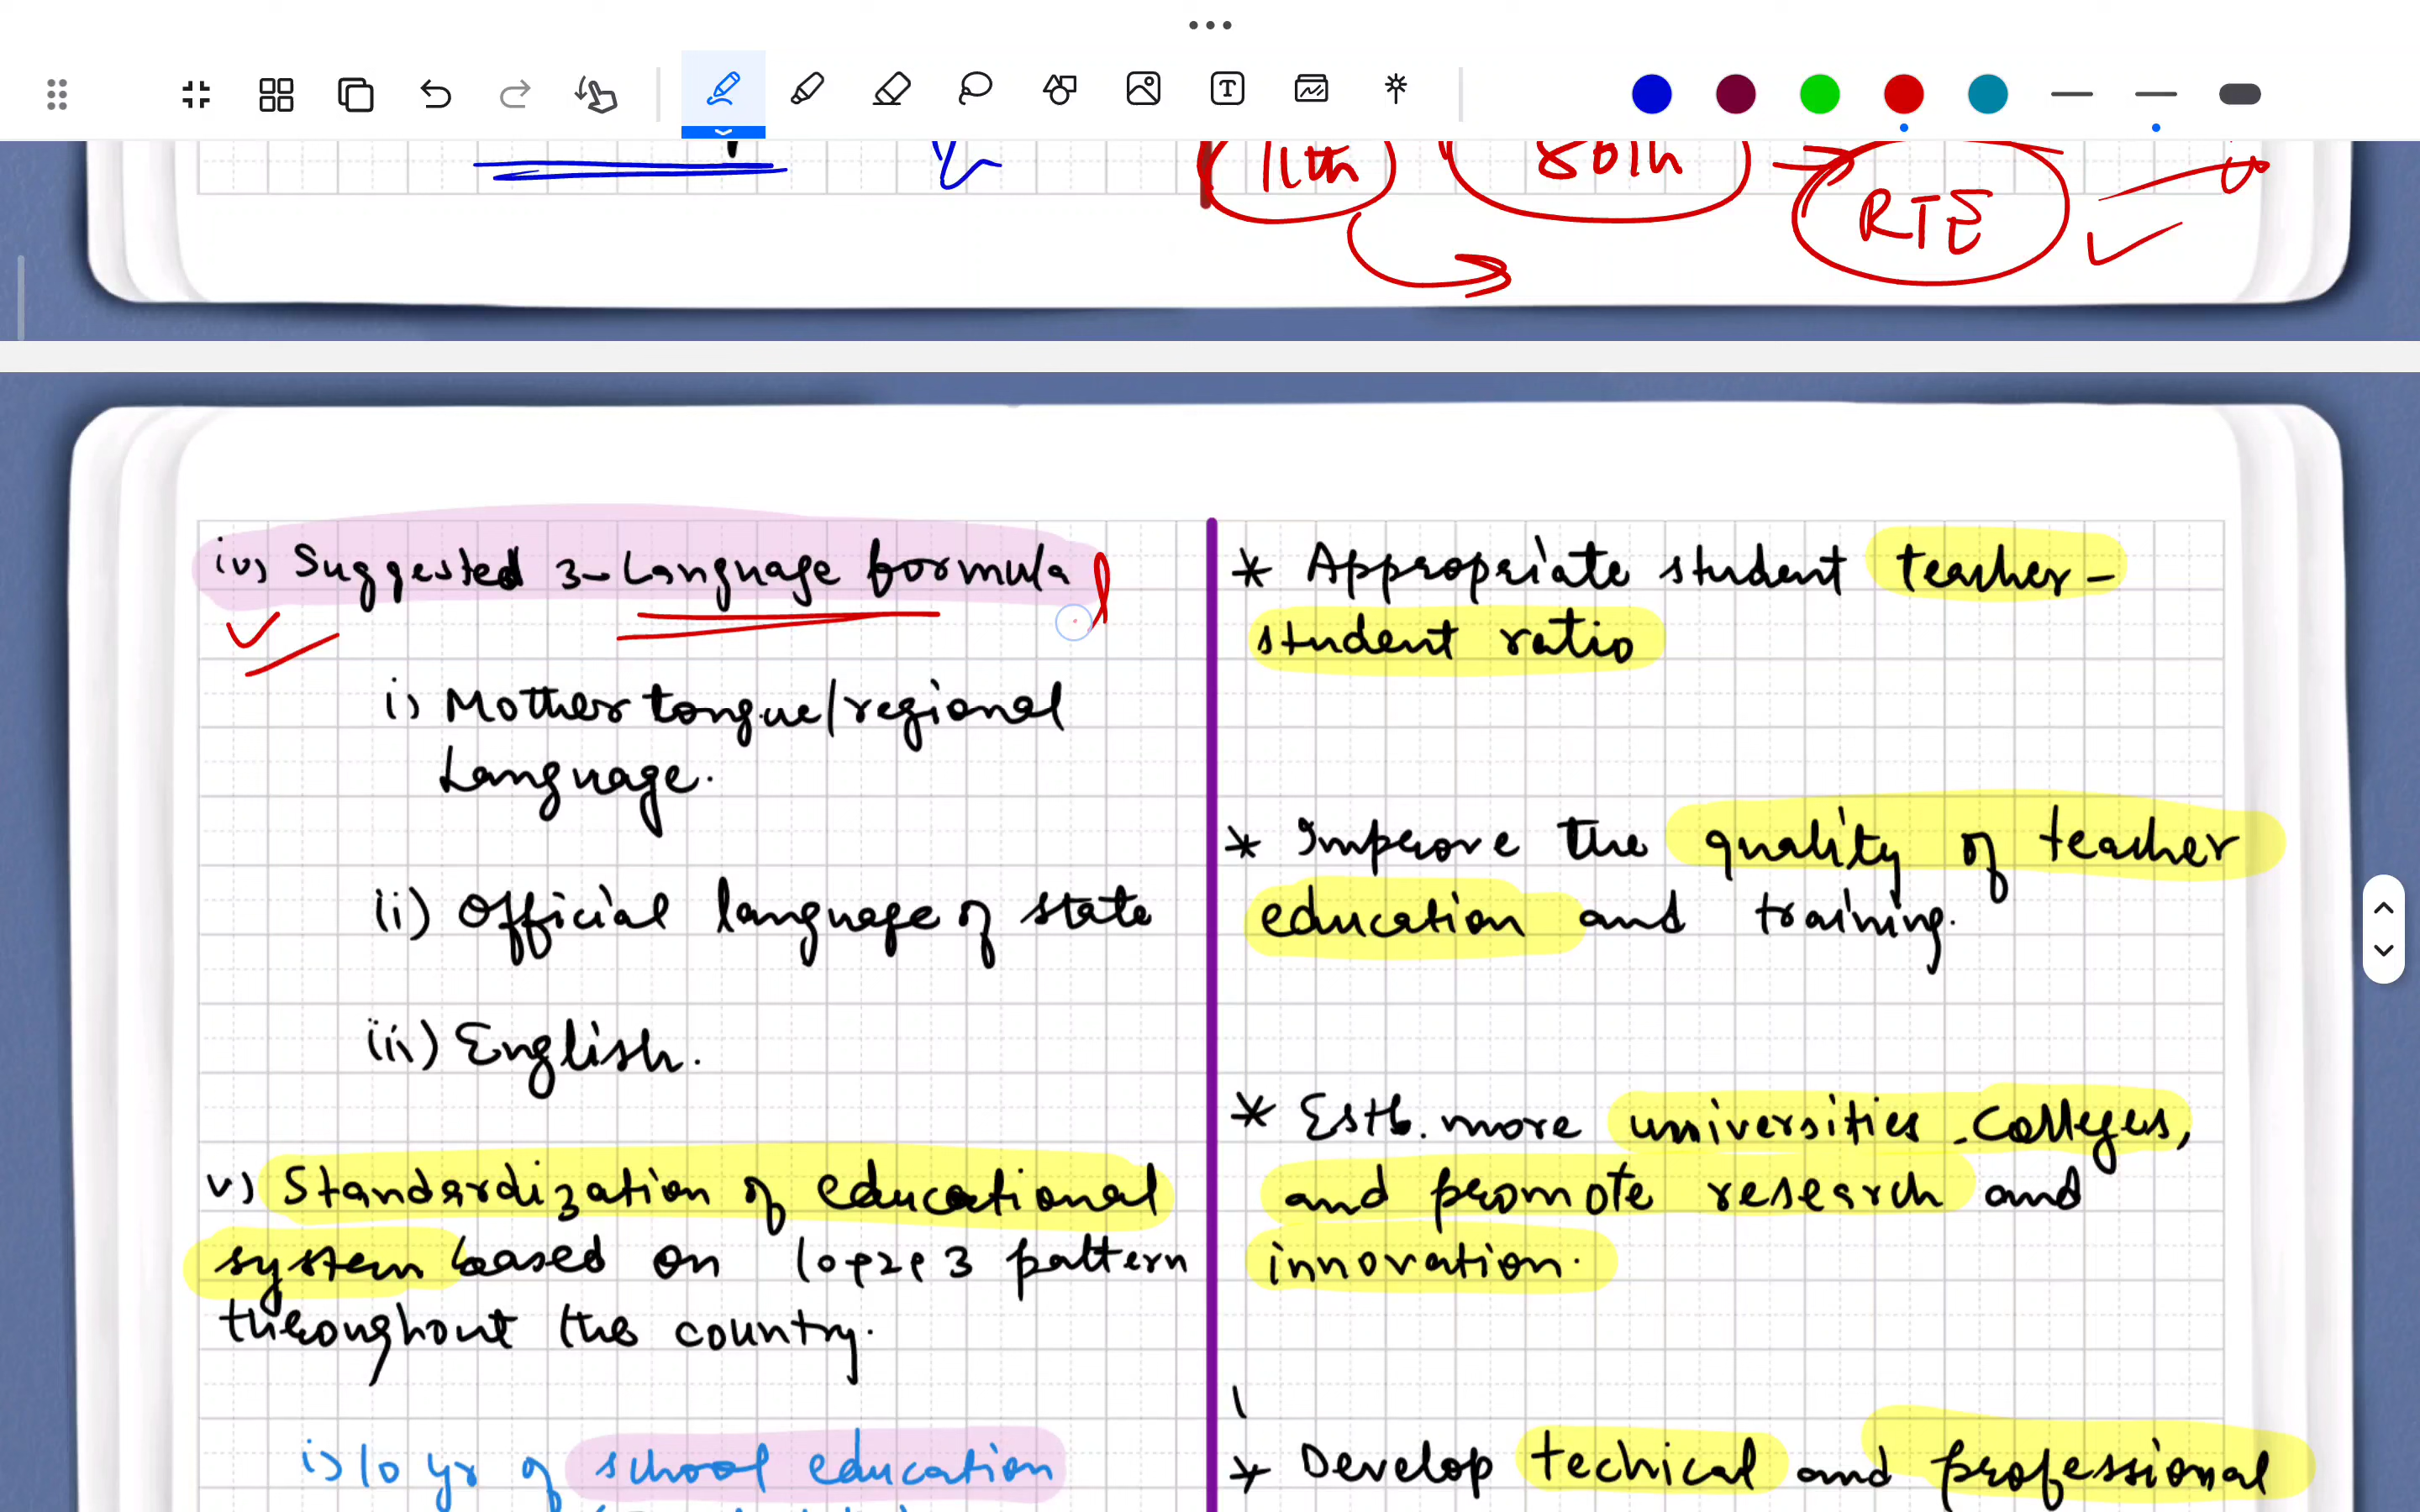 11th 86th
RTE
iv) Suggested 3-Language formula
i) Mother tongue/regional
Language.
ii) Official language of state
iii) English.
v) Standardization of educational
system based on 10+2+3 pattern
throughout the country.
i) 10 yr of school education
* Appropriate student teacher-
student ratio
* Improve the quality of teacher
education and training.
* Estb. more universities, colleges,
and promote research and
innovation.
* Develop techical and professional